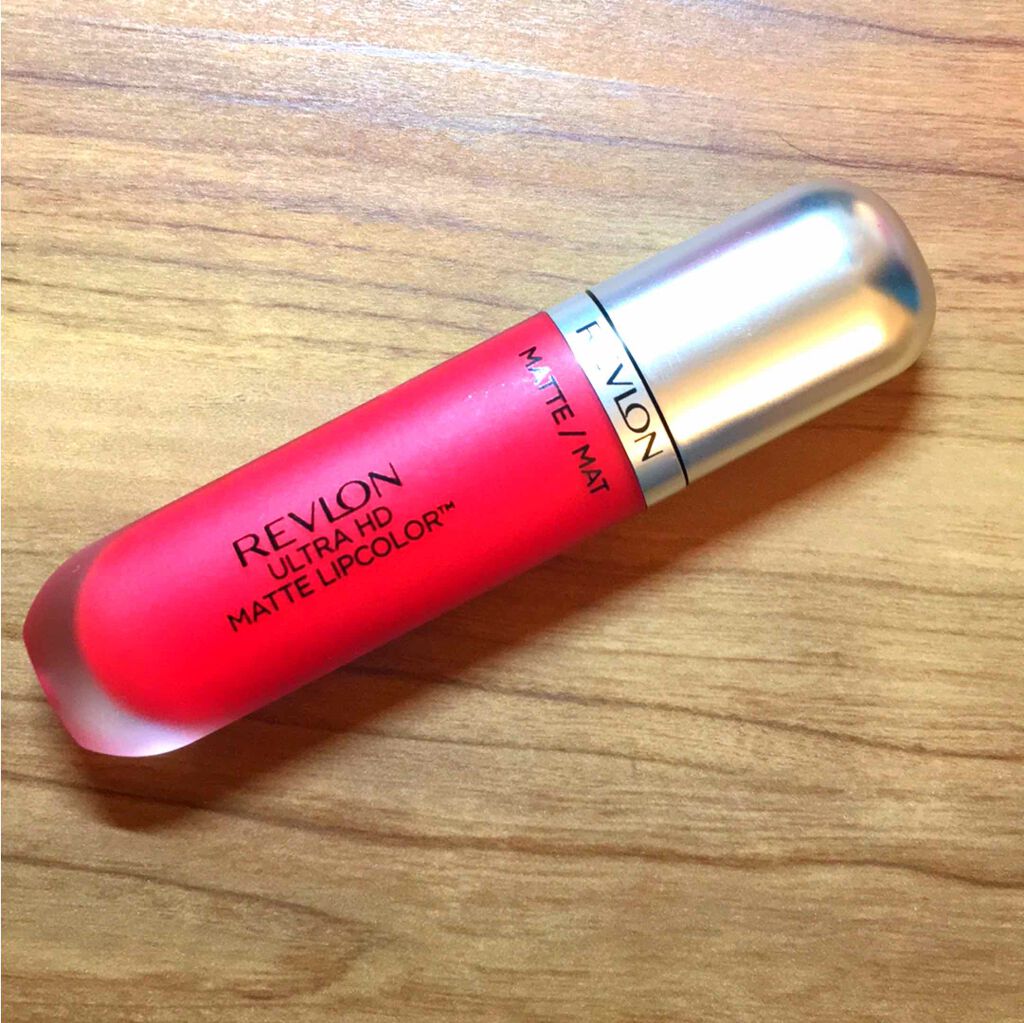 REVLON
ULTRA HD
MATTE LIPCOLOR™
MATTE / MAT
REVLON